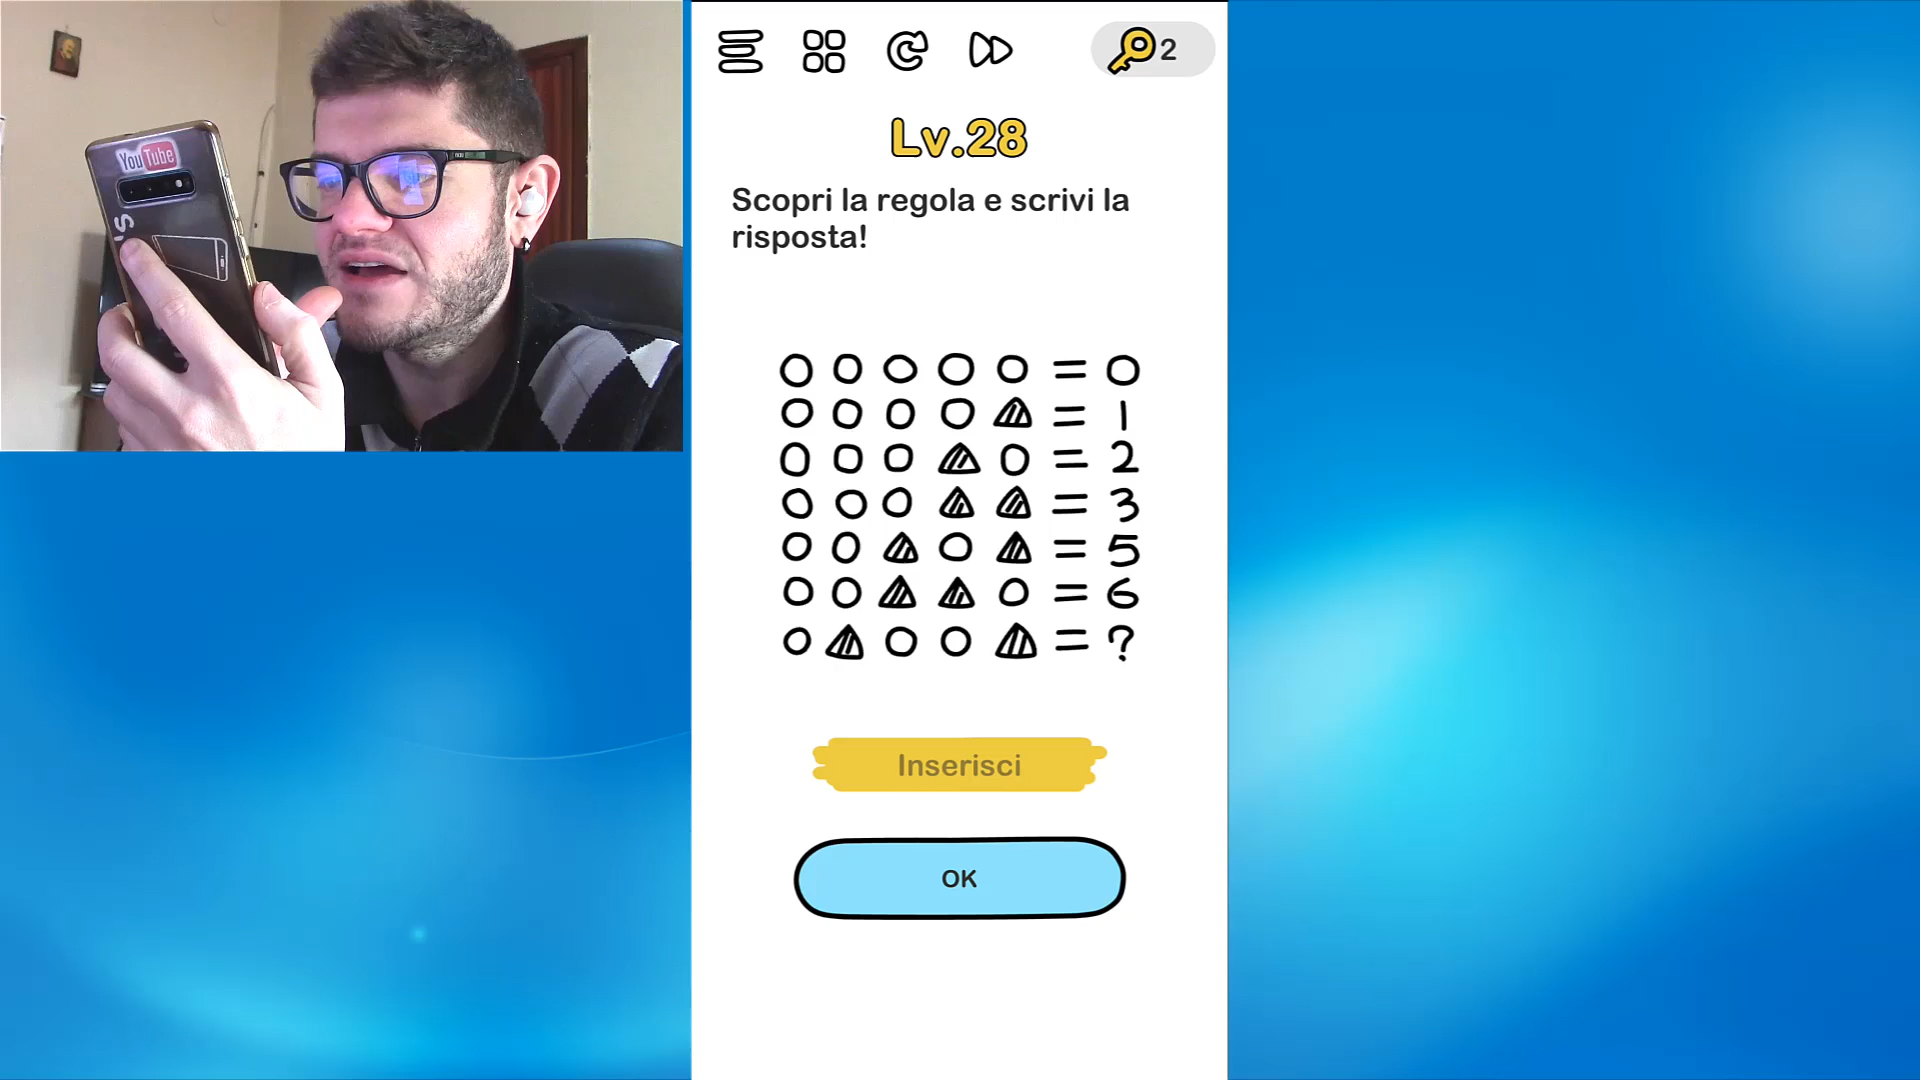 YouTube
2
Lv.28
Scopri la regola e scrivi la
risposta!
= 0
= 1
= 2
= 3
= 5
= 6
= ?
Inserisci
OK